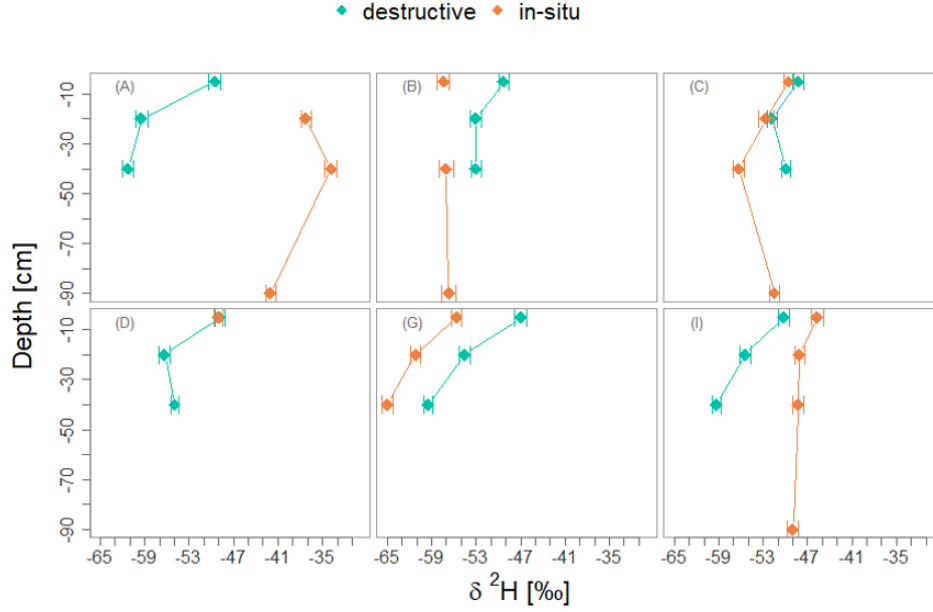 destructive in-situ
(A) (B) (C)
-10
-30
-50
-70
-90
(D) (G) (I)
-10
-30
-50
-70
-90
-65 -59 -53 -47 -41 -35 -65 -59 -53 -47 -41 -35 -65 -59 -53 -47 -41 -35
Depth [cm]
δ ²H [‰]